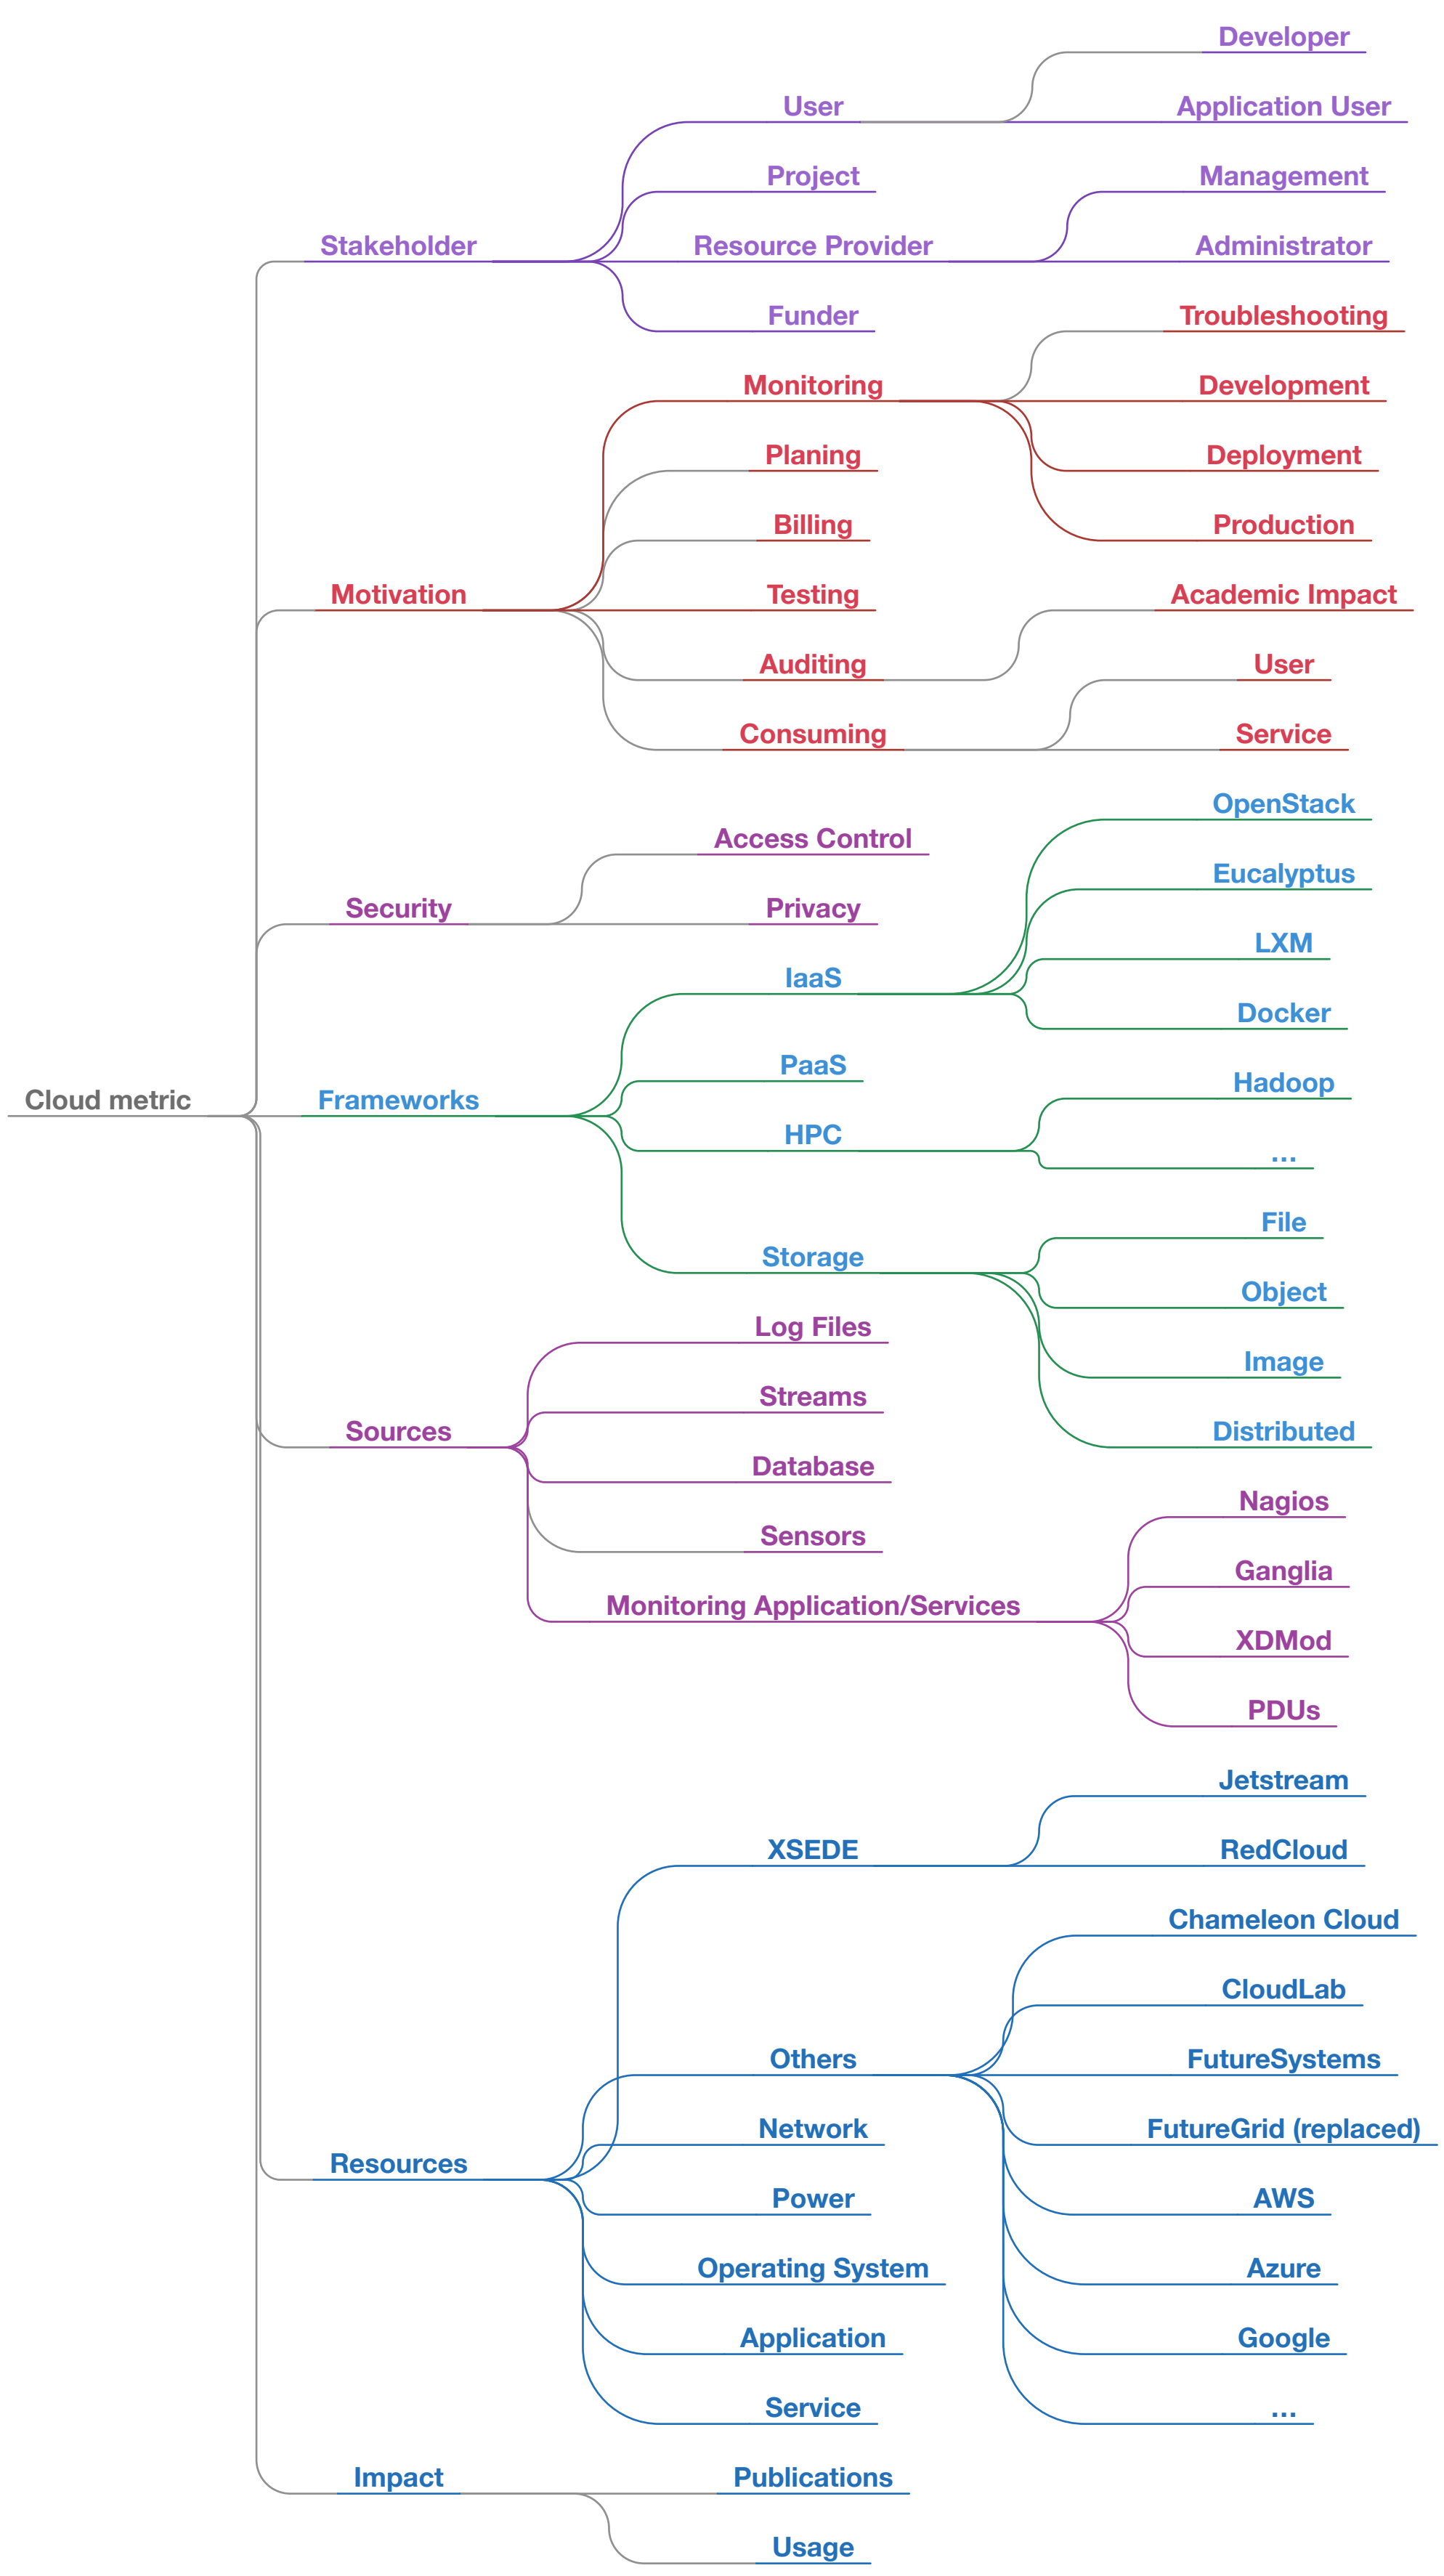 Developer
User
Application User
Project
Management
Stakeholder
Resource Provider
Administrator
Funder
Troubleshooting
Monitoring
Development
Planing
Deployment
Billing
Production
Motivation
Testing
Academic Impact
Auditing
User
Consuming
Service
OpenStack
Access Control
Eucalyptus
Security
Privacy
LXM
IaaS
Docker
PaaS
Hadoop
Cloud metric
Frameworks
HPC
...
File
Storage
Object
Log Files
Image
Streams
Sources
Distributed
Database
Nagios
Sensors
Ganglia
Monitoring Application/Services
XDMod
PDUs
Jetstream
XSEDE
RedCloud
Chameleon Cloud
CloudLab
Others
FutureSystems
Network
FutureGrid (replaced)
Resources
Power
AWS
Operating System
Azure
Application
Google
Service
...
Impact
Publications
Usage